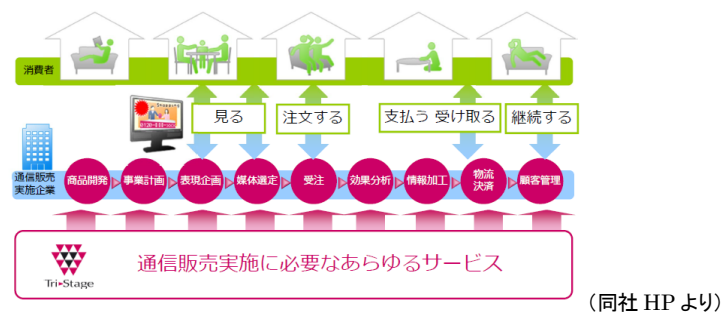 消費者
見る
注文する
支払う 受け取る
継続する
通信販売
実施企業
商品開発
事業計画
表現企画
媒体選定
受注
効果分析
情報加工
物流
決済
顧客管理
Tri-Stage
通信販売実施に必要なあらゆるサービス
（同社 HP より）